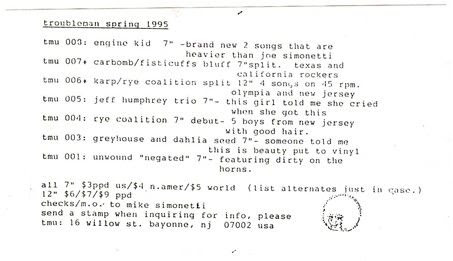 troubleman spring 1995
tmu 008: engine kid 7" -brand new 2 songs that are
heavier than joe simonetti
tmu 007: carbomb/fisticuffs bluff 7"split. texas and
california rockers
tmu 006: karp/rye coalition split 12" 4 songs on 45 rpm.
olympia and new jersey
tmu 005: jeff humphrey trio 7"- this girl told me she cried
when she got this
tmu 004: rye coalition 7" debut- 5 boys from new jersey
with good hair.
tmu 003: greyhouse and dahlia seed 7"- someone told me
this is beauty put to vinyl
tmu 001: unwound "negated" 7"- featuring dirty on the
horns.
all 7" $3ppd us/$4 n.amer/$5 world (list alternates just in case.)
12" $6/$7/$9 ppd
checks/m.o. to mike simonetti
send a stamp when inquiring for info, please
tmu: 16 willow st. bayonne, nj 07002 usa